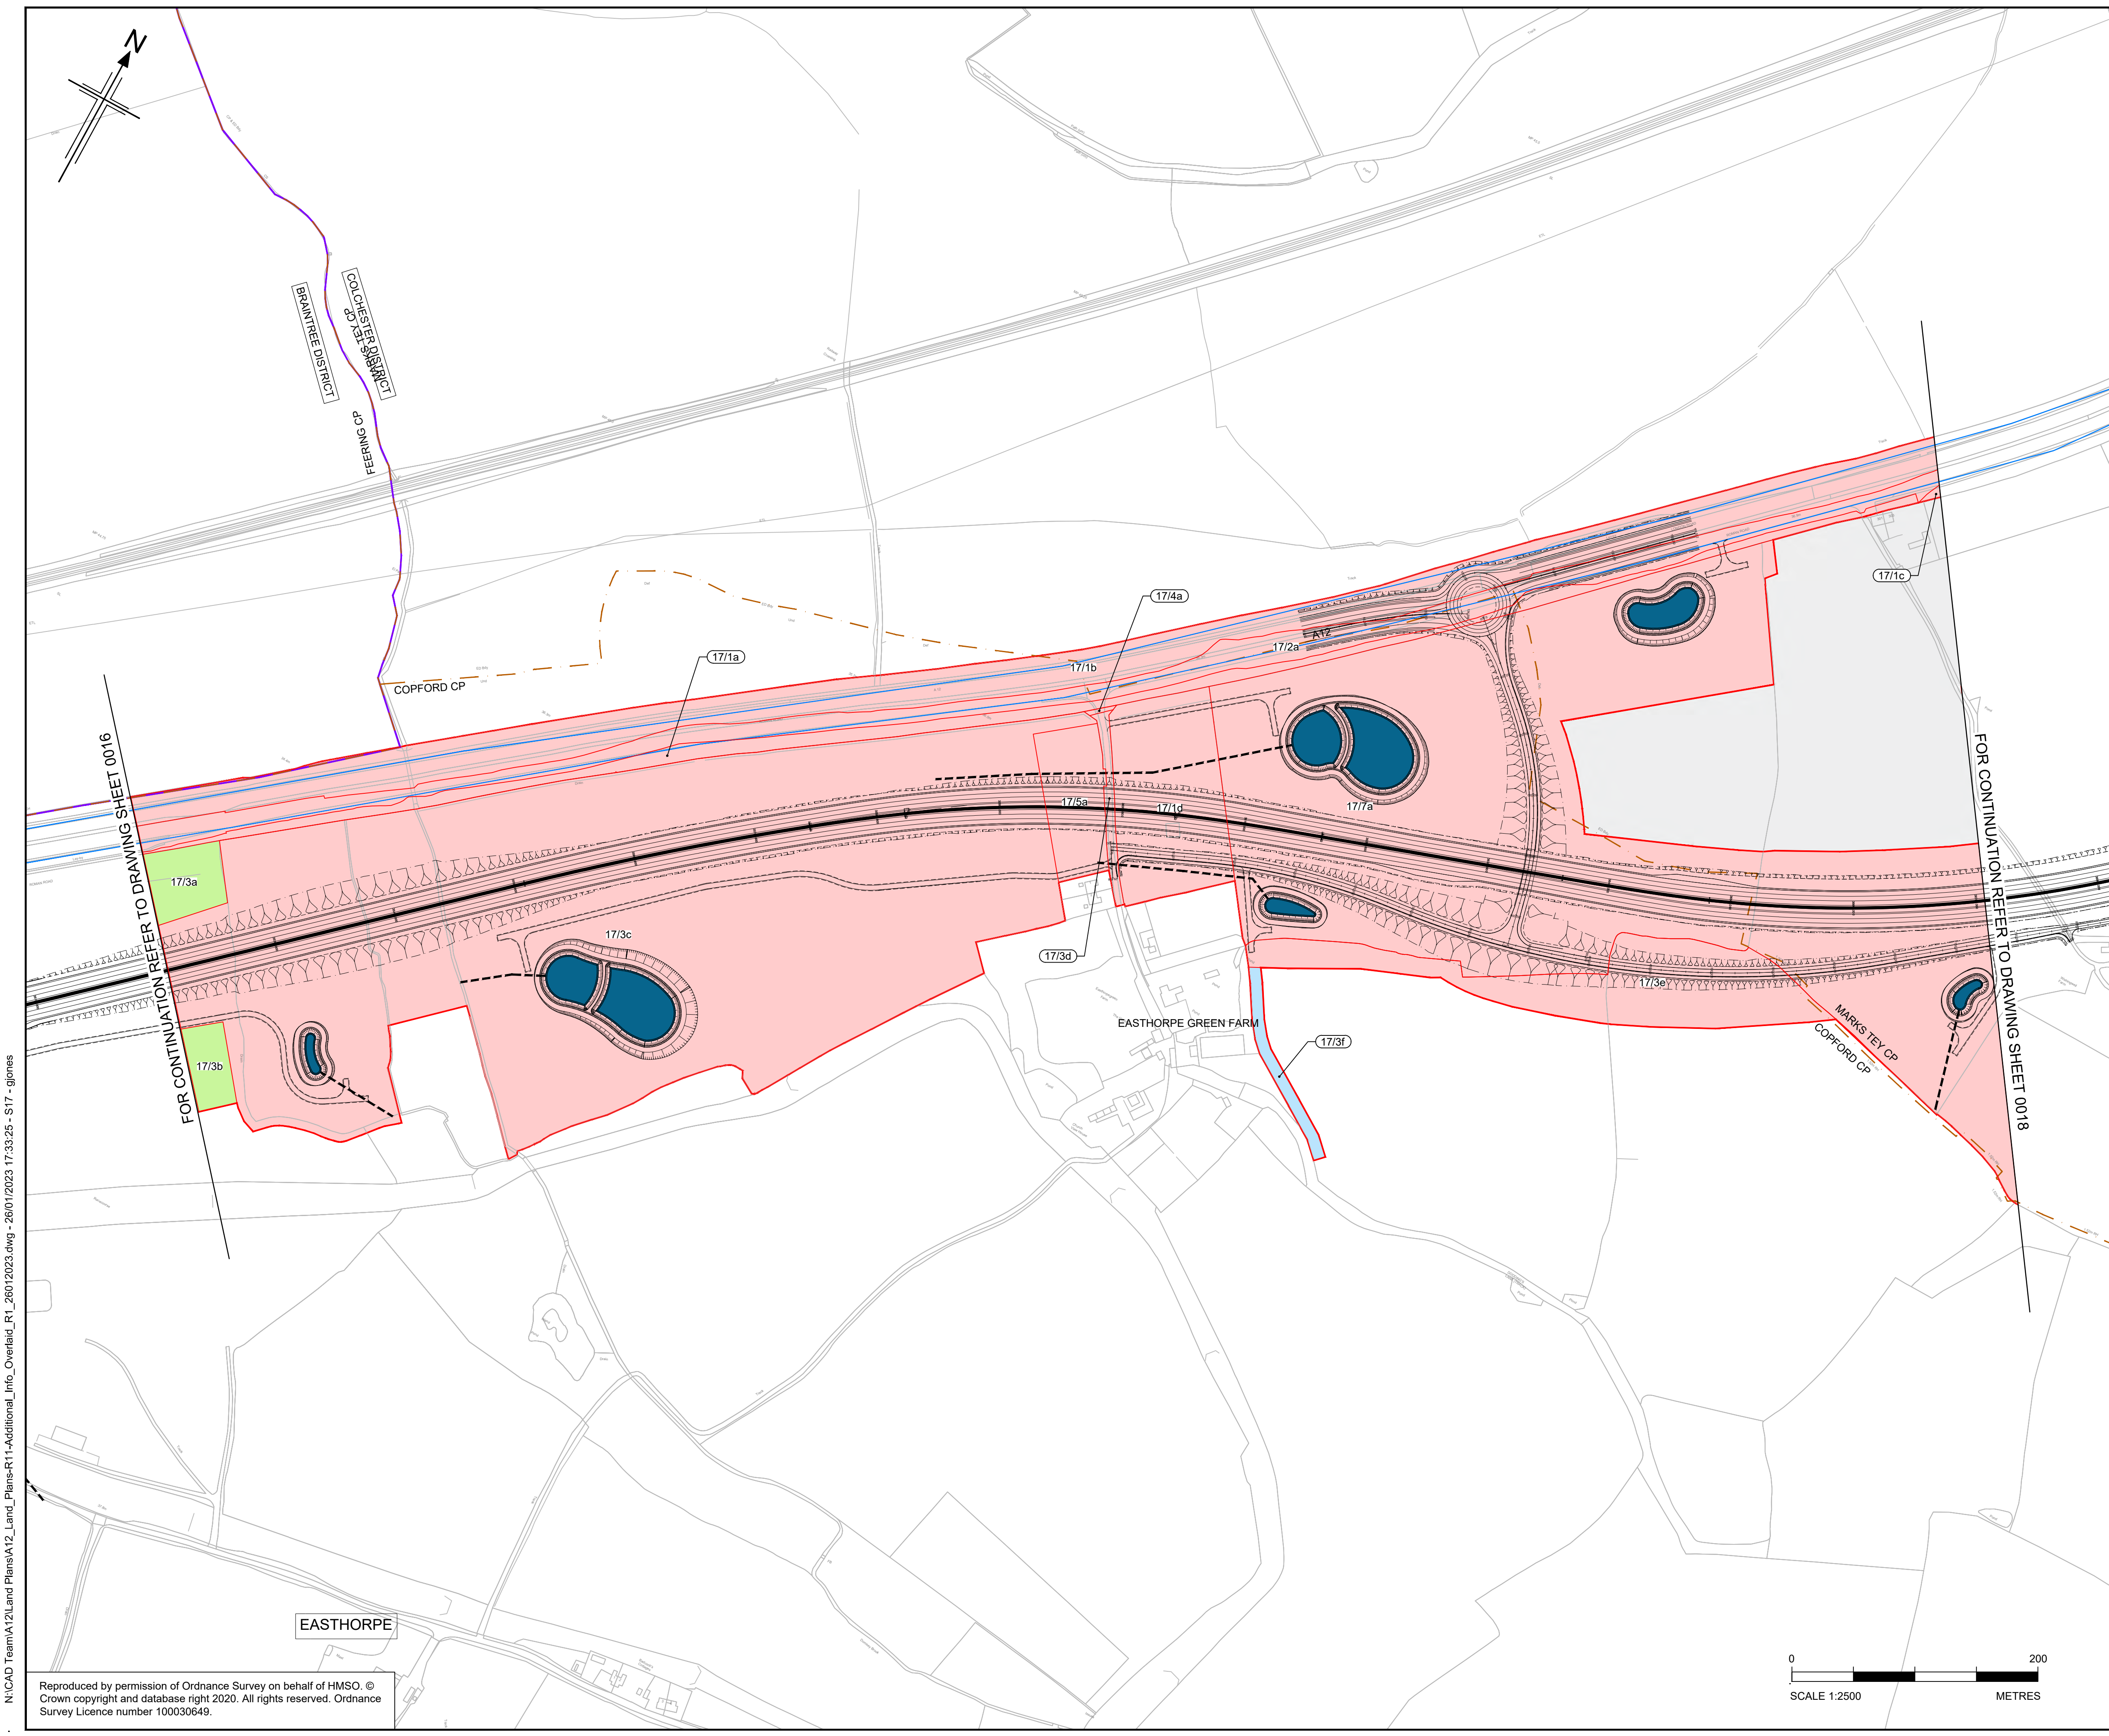 N
BRAINTREE DISTRICT
COLCHESTER DISTRICT
MARKS TEY CP
FEERING CP
COPFORD CP
17/1a
17/4a
17/1b
17/2a
A12
17/1c
FOR CONTINUATION REFER TO DRAWING SHEET 0016
FOR CONTINUATION REFER TO DRAWING SHEET 0018
17/3a
17/5a
17/1d
17/7a
17/3c
17/3d
17/3e
17/3b
EASTHORPE GREEN FARM
17/3f
MARKS TEY CP
COPFORD CP
EASTHORPE
Reproduced by permission of Ordnance Survey on behalf of HMSO. ©
Crown copyright and database right 2020. All rights reserved. Ordnance
Survey Licence number 100030649.
0
200
SCALE 1:2500
METRES
N:\CAD Team\A12\Land Plans\A12_Land_Plans-R11-Additional_Info_Overlaid_R1_26012023.dwg - 26/01/2023 17:33:25 - S17 - gjones